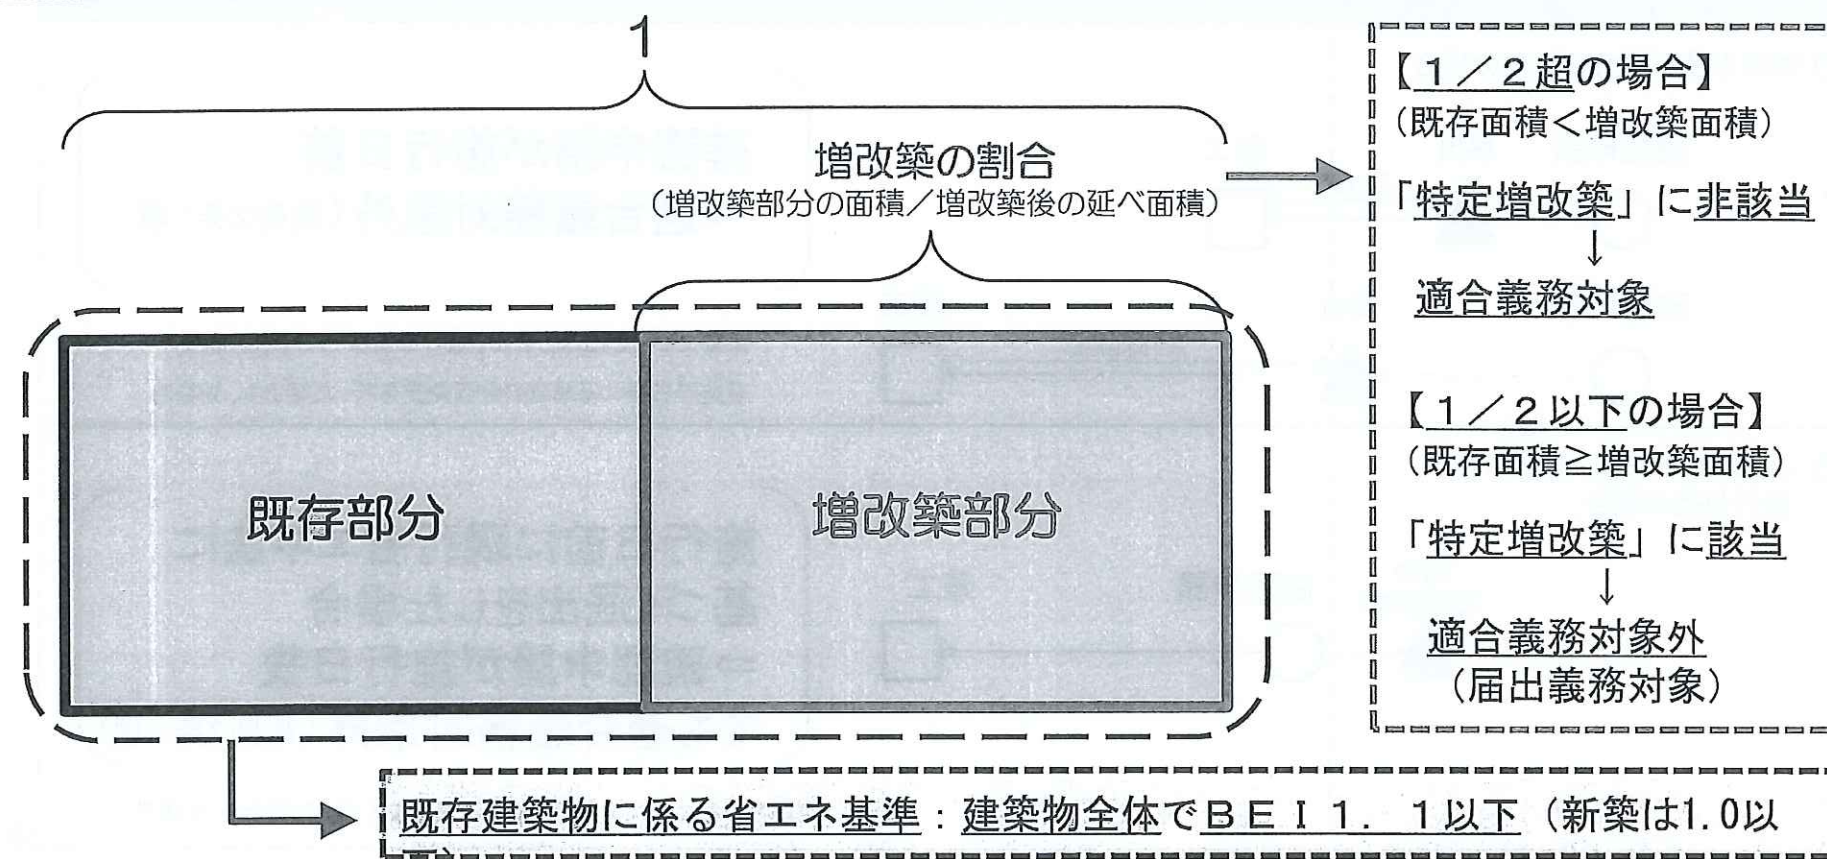 1
増改築の割合
（増改築部分の面積／増改築後の延べ面積）
既存部分
増改築部分
【１／２超の場合】
（既存面積＜増改築面積）
「特定増改築」に非該当
↓
適合義務対象
【１／２以下の場合】
（既存面積≧増改築面積）
「特定増改築」に該当
↓
適合義務対象外
（届出義務対象）
既存建築物に係る省エネ基準：建築物全体でＢＥＩ１．１以下（新築は1.0以